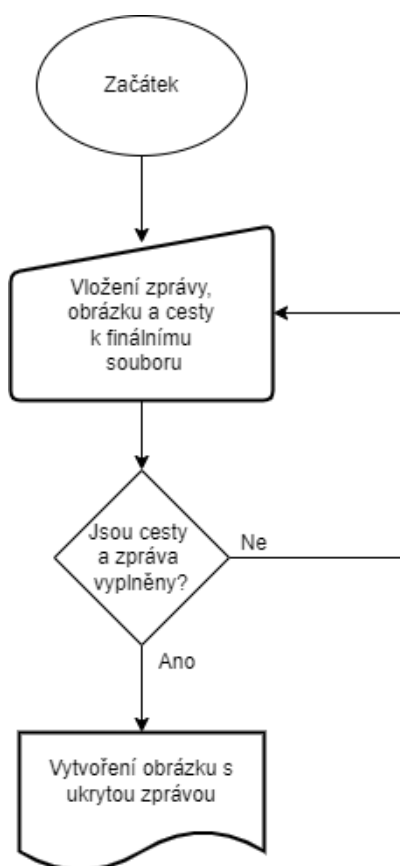 Začátek
Vložení zprávy,
obrázku a cesty
k finálnímu
souboru
Jsou cesty
a zpráva
vyplněny?
Ne
Ano
Vytvoření obrázku s
ukrytou zprávou